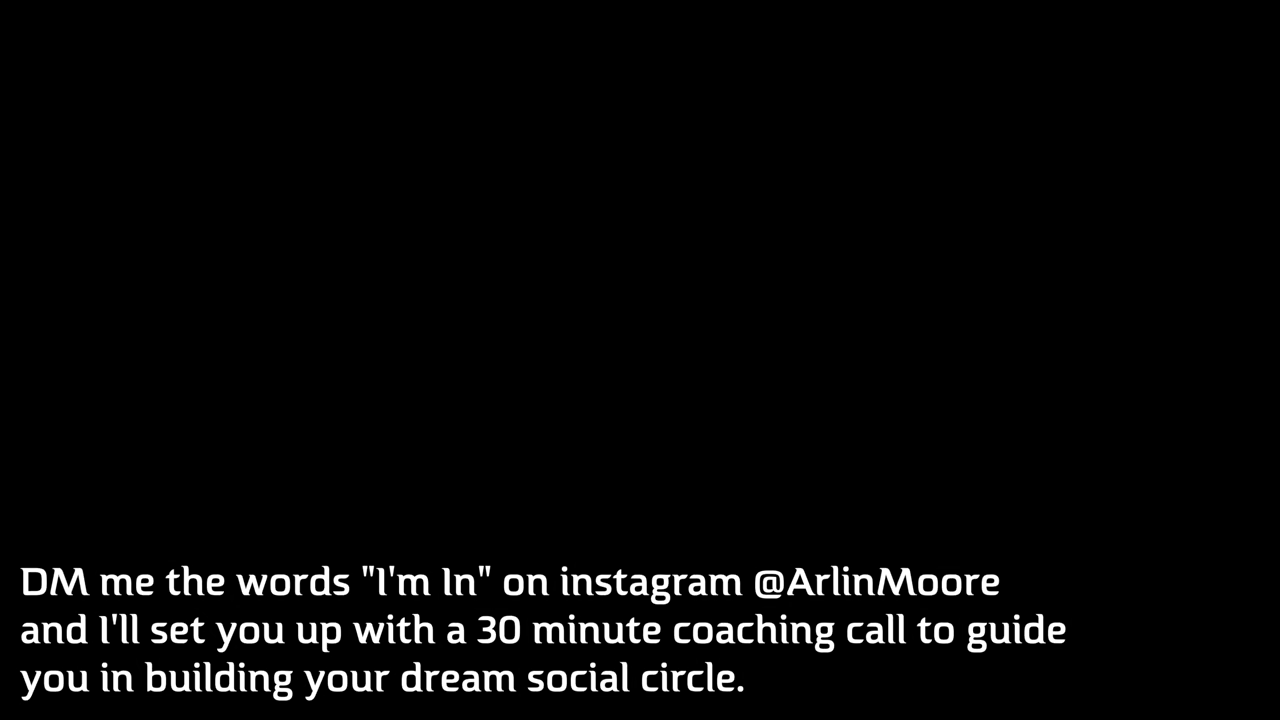 DM me the words "I'm In" on instagram @ArlinMoore
and I'll set you up with a 30 minute coaching call to guide
you in building your dream social circle.